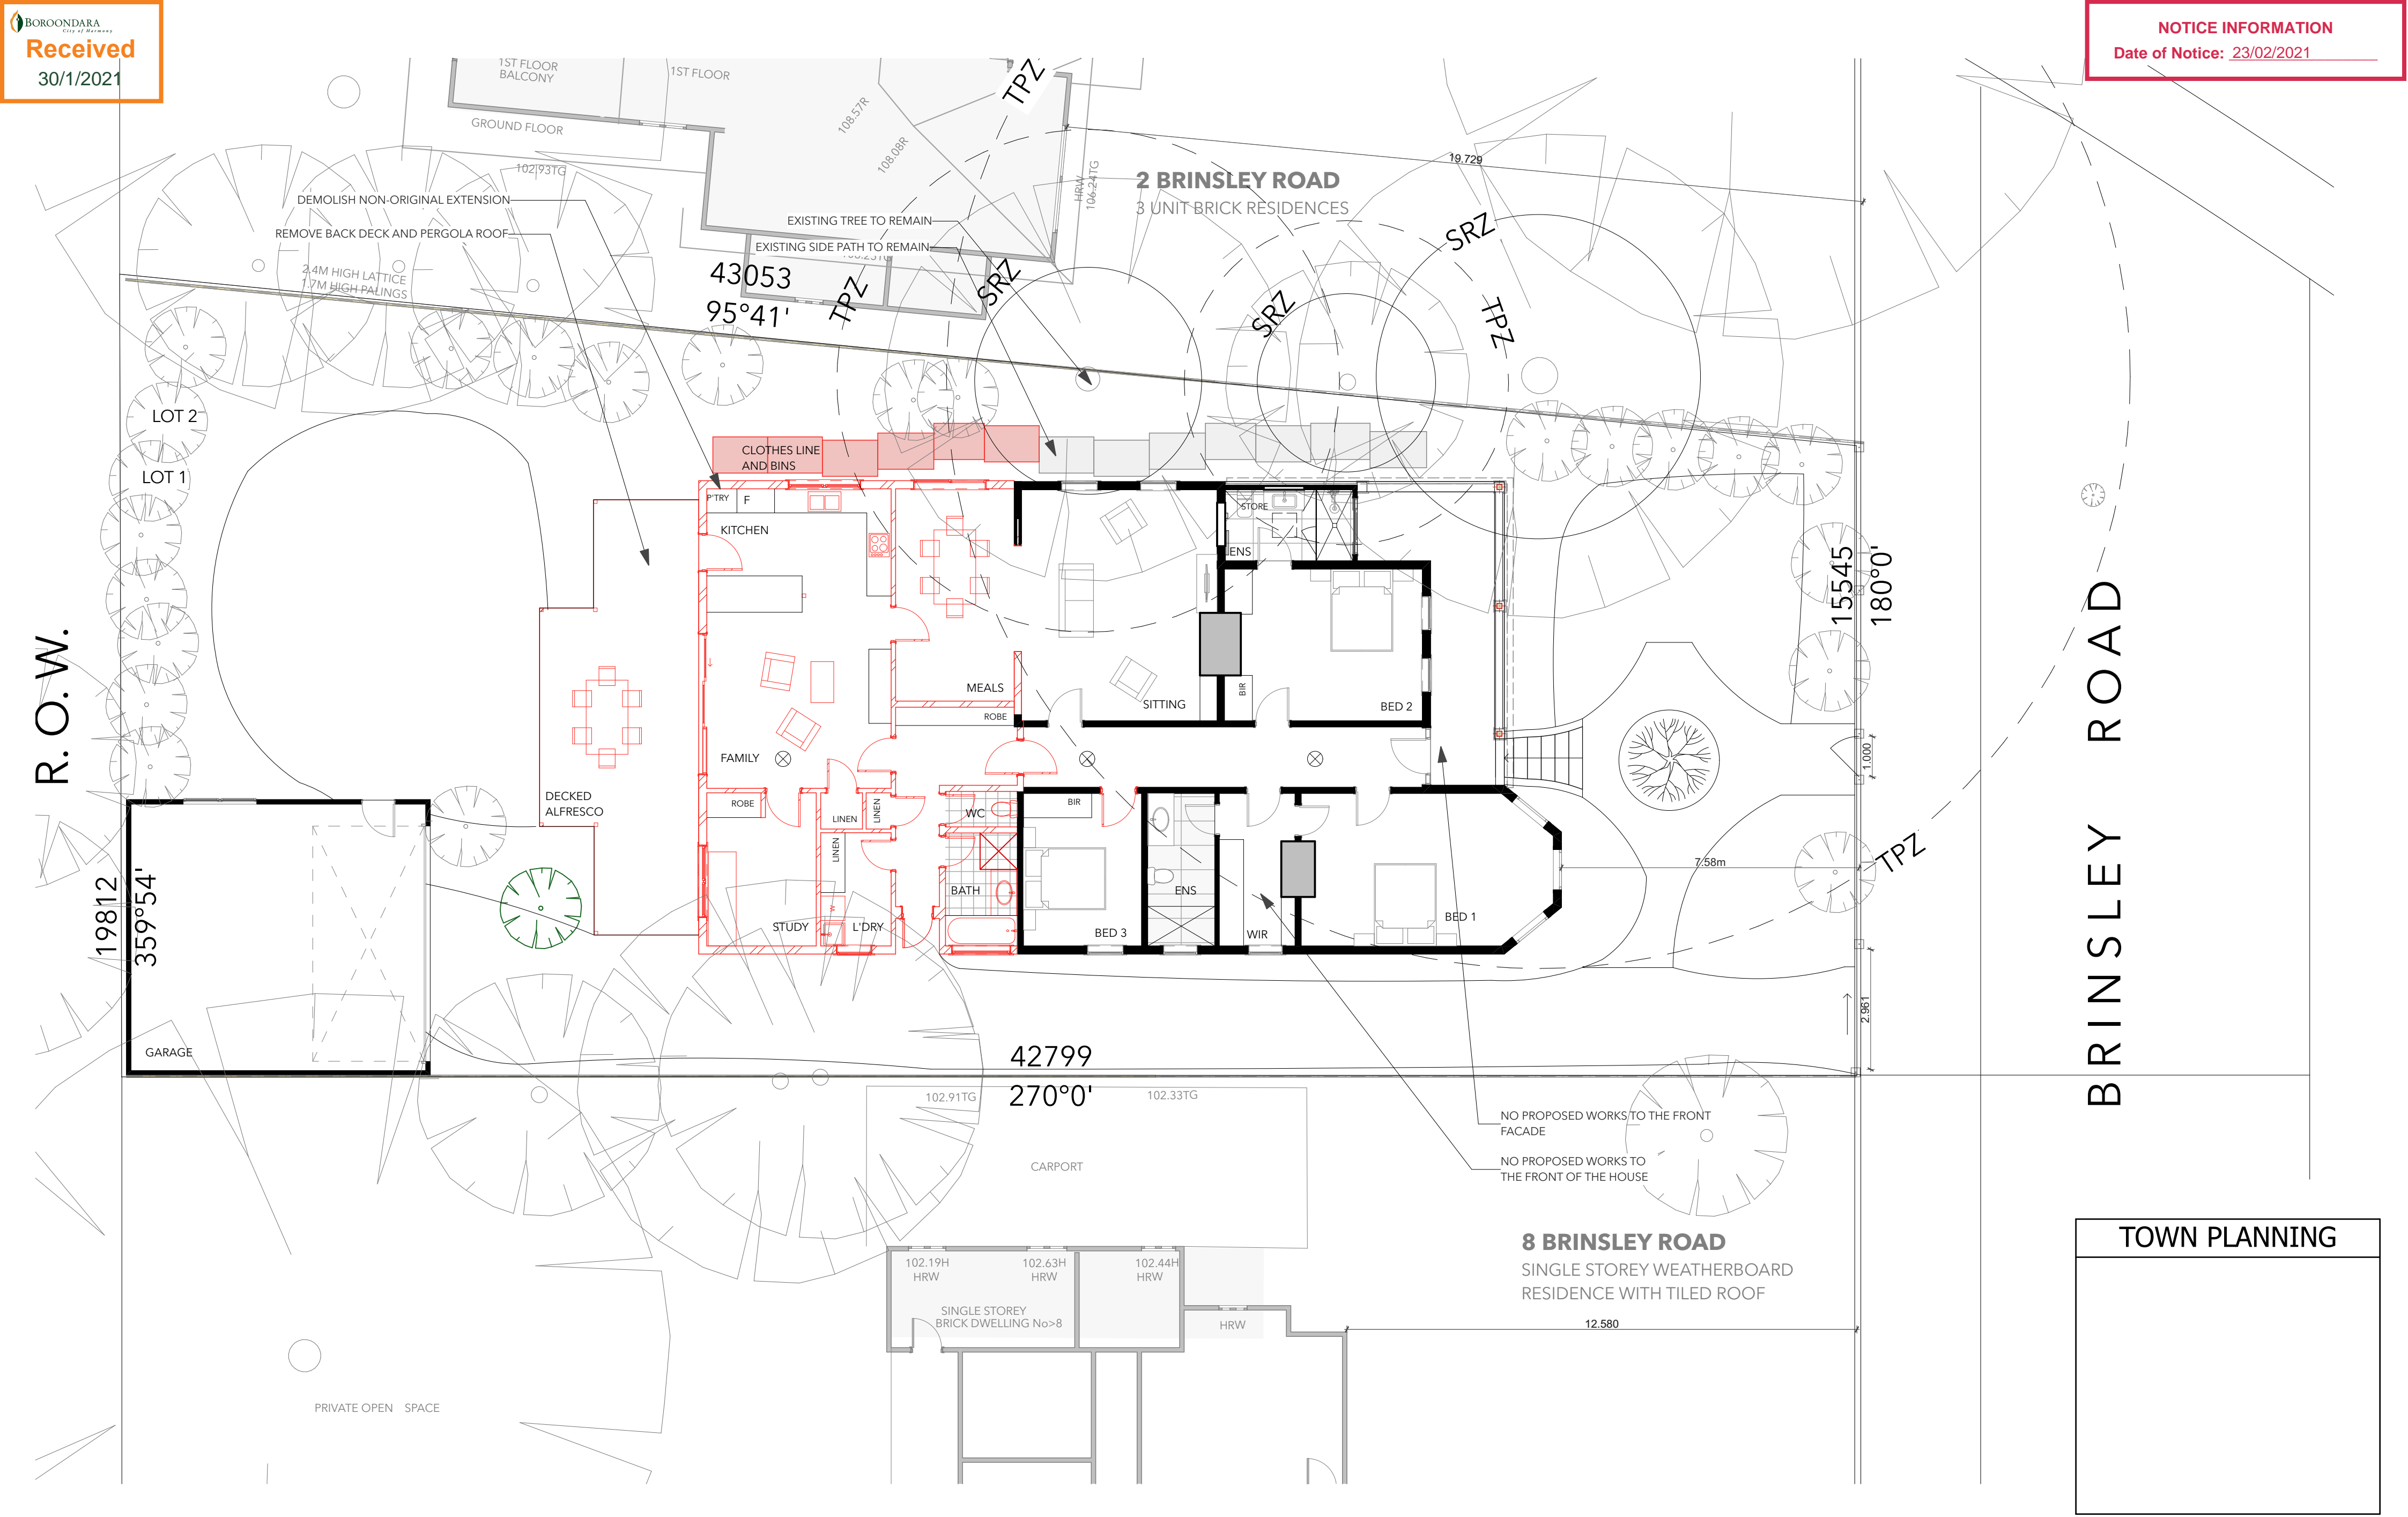 BOROONDARA
City of Harmony
Received
30/1/2021
NOTICE INFORMATION
Date of Notice: 23/02/2021
1ST FLOOR
BALCONY
1ST FLOOR
GROUND FLOOR
102.93TG
108.57R
108.08R
TPZ
HRW
106.24TG
2 BRINSLEY ROAD
3 UNIT BRICK RESIDENCES
19.729
DEMOLISH NON-ORIGINAL EXTENSION
REMOVE BACK DECK AND PERGOLA ROOF
EXISTING TREE TO REMAIN
EXISTING SIDE PATH TO REMAIN
2.4M HIGH LATTICE
1.7M HIGH PALINGS
43053
95°41'
TPZ
SRZ
SRZ
SRZ
TPZ
LOT 2
LOT 1
CLOTHES LINE
AND BINS
P'TRY
F
KITCHEN
STORE
ENS
MEALS
SITTING
BIR
BED 2
ROBE
FAMILY
DECKED
ALFRESCO
ROBE
LINEN
LINEN
LINEN
WC
BIR
BATH
ENS
STUDY
W
L'DRY
BED 3
WIR
BED 1
15545
180°0'
1.000
7.58m
TPZ
2.961
R. O. W.
BRINSLEY ROAD
19812
359°54'
GARAGE
42799
270°0'
102.91TG
102.33TG
CARPORT
NO PROPOSED WORKS TO THE FRONT
FACADE
NO PROPOSED WORKS TO
THE FRONT OF THE HOUSE
8 BRINSLEY ROAD
SINGLE STOREY WEATHERBOARD
RESIDENCE WITH TILED ROOF
102.19H
HRW
102.63H
HRW
102.44H
HRW
SINGLE STOREY
BRICK DWELLING No>8
HRW
12.580
PRIVATE OPEN SPACE
TOWN PLANNING